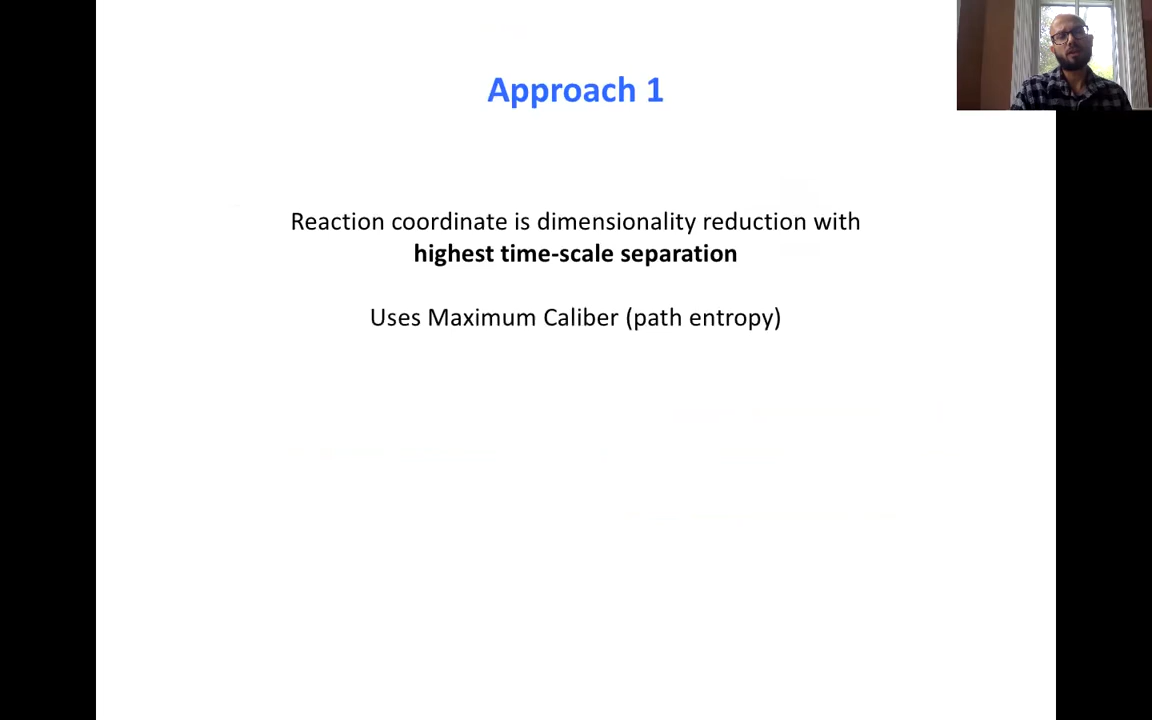 Approach 1
Reaction coordinate is dimensionality reduction with
highest time-scale separation
Uses Maximum Caliber (path entropy)